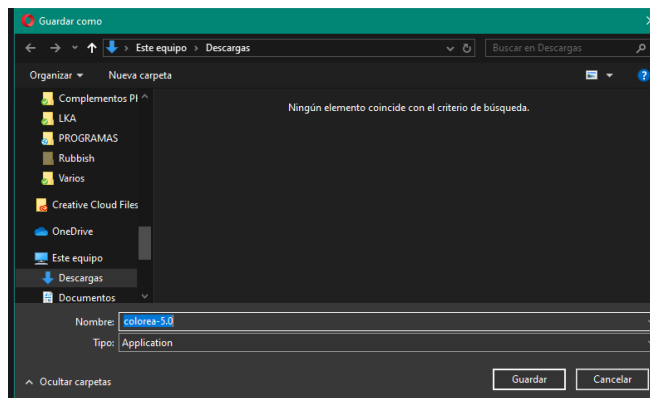 Guardar como
Este equipo > Descargas
Buscar en Descargas
Organizar
Nueva carpeta
Complementos Pl
LKA
PROGRAMAS
Rubbish
Varios
Creative Cloud Files
OneDrive
Este equipo
Descargas
Documentos
Ningún elemento coincide con el criterio de búsqueda.
Nombre: colorea-5.0
Tipo: Application
Ocultar carpetas
Guardar
Cancelar